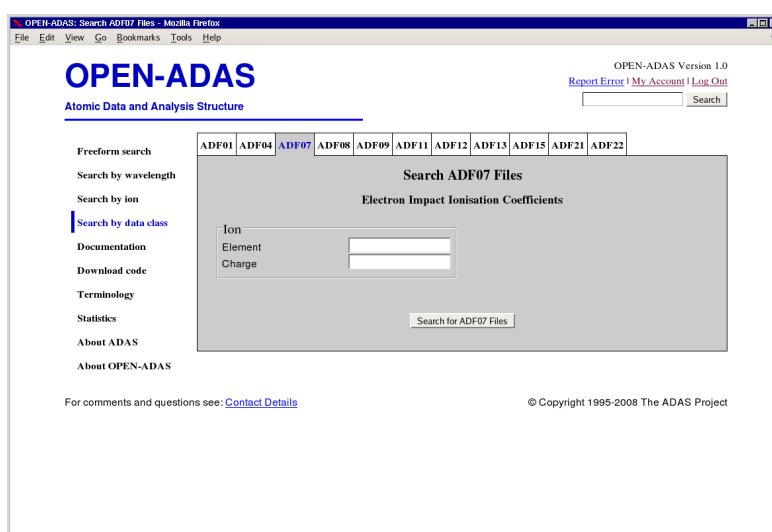 OPEN-ADAS: Search ADF07 Files - Mozilla Firefox
File Edit View Go Bookmarks Tools Help
OPEN-ADAS
Atomic Data and Analysis Structure
OPEN-ADAS Version 1.0
Report Error | My Account | Log Out
Search
ADF01 ADF04 ADF07 ADF08 ADF09 ADF11 ADF12 ADF13 ADF15 ADF21 ADF22
Freeform search
Search by wavelength
Search by ion
Search by data class
Documentation
Download code
Terminology
Statistics
About ADAS
About OPEN-ADAS
Search ADF07 Files
Electron Impact Ionisation Coefficients
Ion
Element
Charge
Search for ADF07 Files
For comments and questions see: Contact Details
© Copyright 1995-2008 The ADAS Project